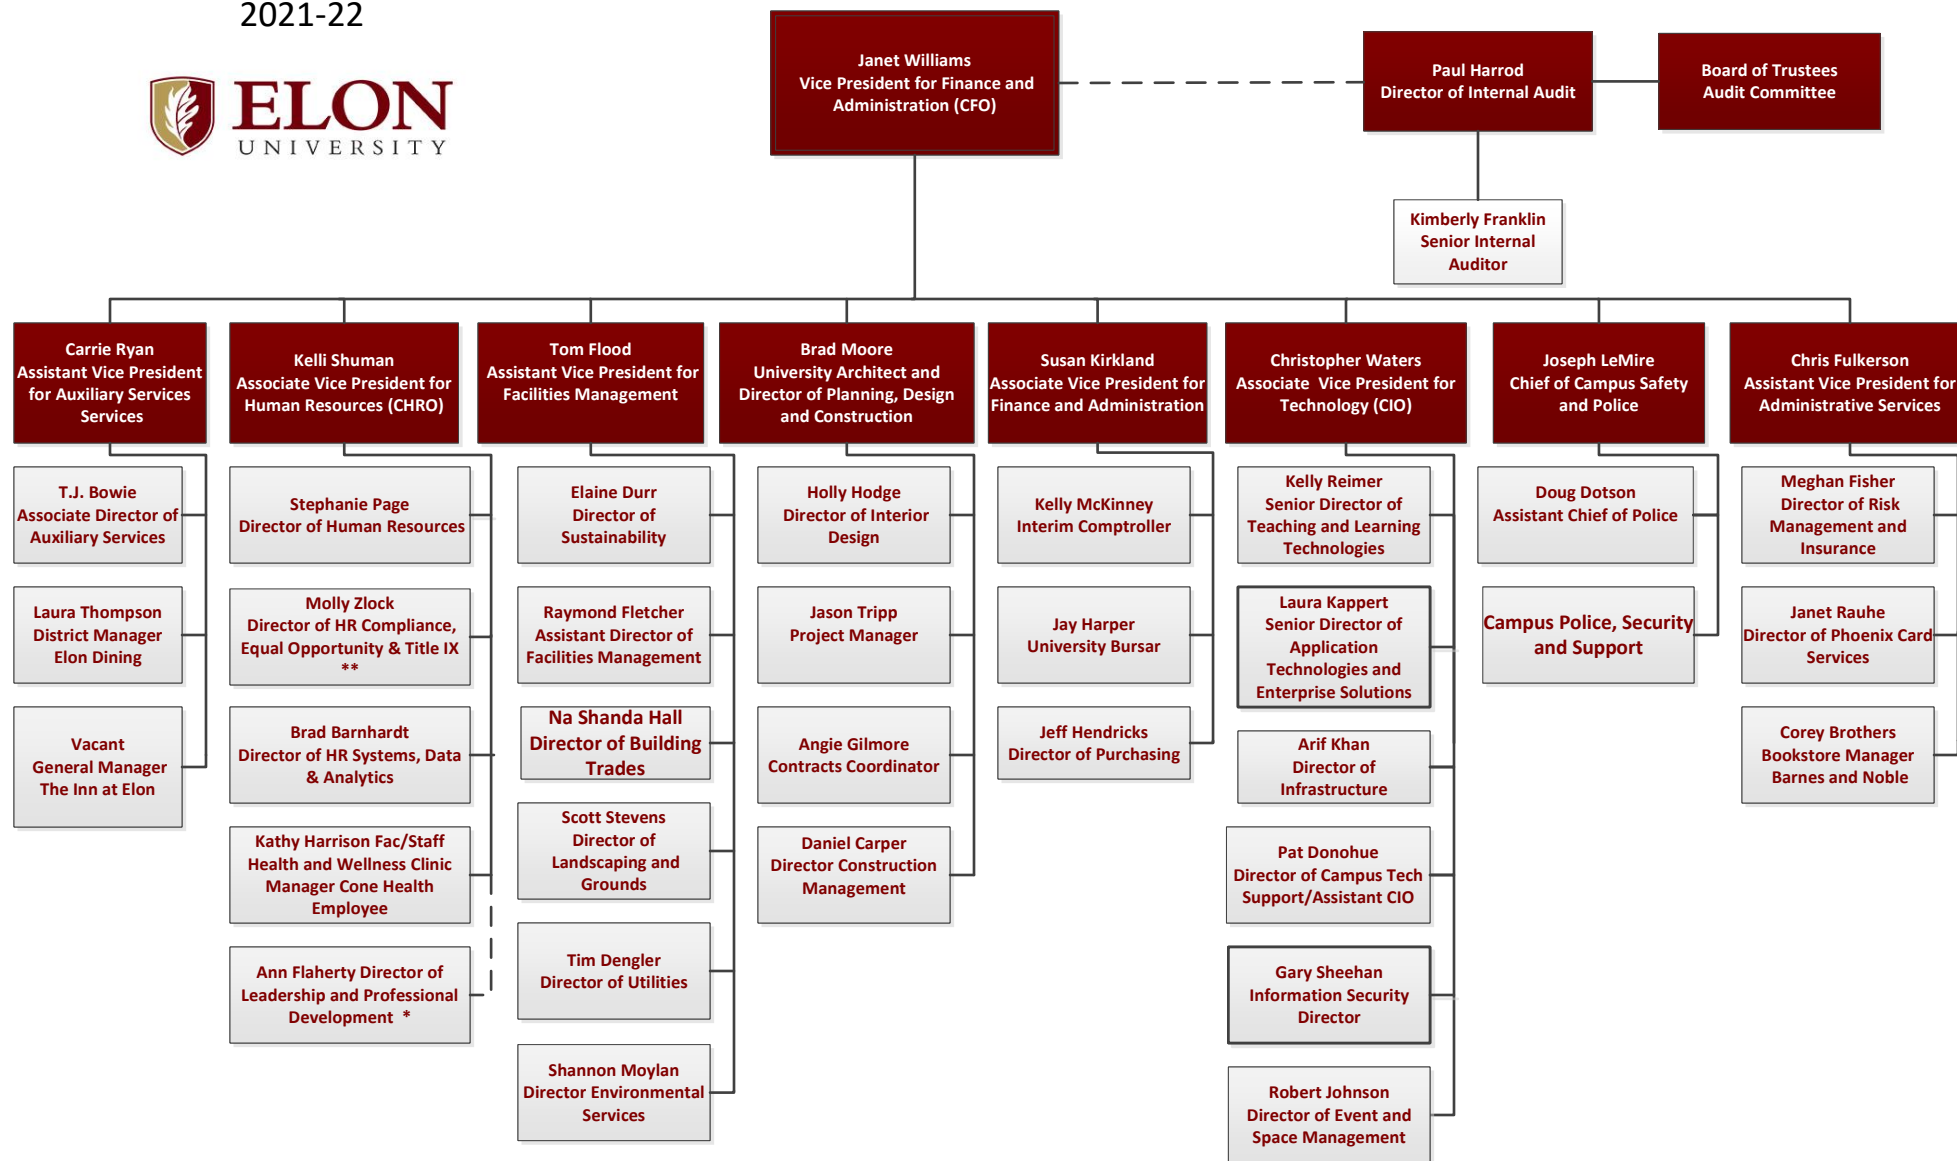 2021-22
ELON
UNIVERSITY
Janet Williams
Vice President for Finance and
Administration (CFO)
Paul Harrod
Director of Internal Audit
Board of Trustees
Audit Committee
Kimberly Franklin
Senior Internal
Auditor
Carrie Ryan
Assistant Vice President
for Auxiliary Services
Services
Kelli Shuman
Associate Vice President for
Human Resources (CHRO)
Tom Flood
Assistant Vice President for
Facilities Management
Brad Moore
University Architect and
Director of Planning, Design
and Construction
Susan Kirkland
Associate Vice President for
Finance and Administration
Christopher Waters
Associate Vice President for
Technology (CIO)
Joseph LeMire
Chief of Campus Safety
and Police
Chris Fulkerson
Assistant Vice President for
Administrative Services
T.J. Bowie
Associate Director of
Auxiliary Services
Laura Thompson
District Manager
Elon Dining
Vacant
General Manager
The Inn at Elon
Stephanie Page
Director of Human Resources
Molly Zlock
Director of HR Compliance,
Equal Opportunity & Title IX
**
Brad Barnhardt
Director of HR Systems, Data
& Analytics
Kathy Harrison Fac/Staff
Health and Wellness Clinic
Manager Cone Health
Employee
Ann Flaherty Director of
Leadership and Professional
Development *
Elaine Durr
Director of
Sustainability
Raymond Fletcher
Assistant Director of
Facilities Management
Na Shanda Hall
Director of Building
Trades
Scott Stevens
Director of
Landscaping and
Grounds
Tim Dengler
Director of Utilities
Shannon Moylan
Director Environmental
Services
Holly Hodge
Director of Interior
Design
Jason Tripp
Project Manager
Angie Gilmore
Contracts Coordinator
Daniel Carper
Director Construction
Management
Kelly McKinney
Interim Comptroller
Jay Harper
University Bursar
Jeff Hendricks
Director of Purchasing
Kelly Reimer
Senior Director of
Teaching and Learning
Technologies
Laura Kappert
Senior Director of
Application
Technologies and
Enterprise Solutions
Arif Khan
Director of
Infrastructure
Pat Donohue
Director of Campus Tech
Support/Assistant CIO
Gary Sheehan
Information Security
Director
Robert Johnson
Director of Event and
Space Management
Doug Dotson
Assistant Chief of Police
Campus Police, Security
and Support
Meghan Fisher
Director of Risk
Management and
Insurance
Janet Rauhe
Director of Phoenix Card
Services
Corey Brothers
Bookstore Manager
Barnes and Noble